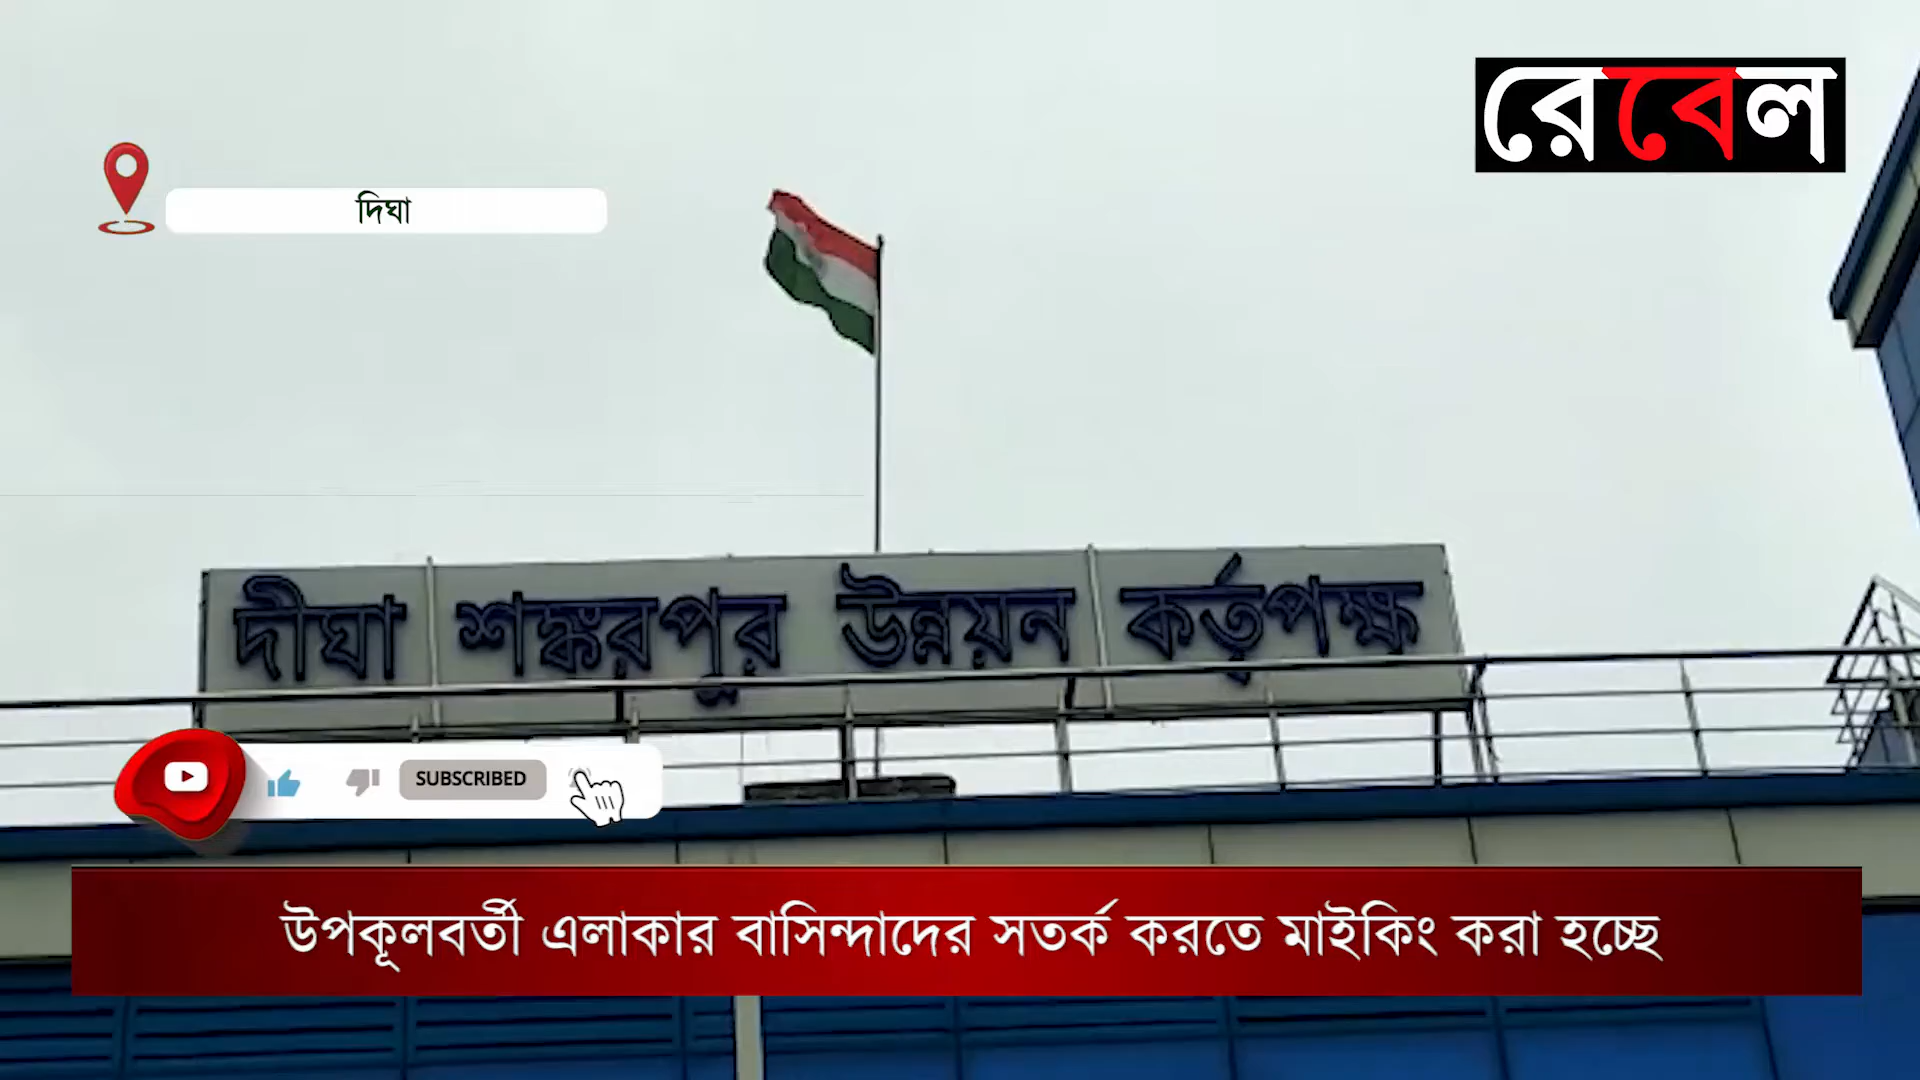 রেবেল
দিঘা
দীঘা শঙ্করপুর উন্নয়ন কর্তৃপক্ষ
SUBSCRIBED
উপকূলবর্তী এলাকার বাসিন্দাদের সতর্ক করতে মাইকিং করা হচ্ছে